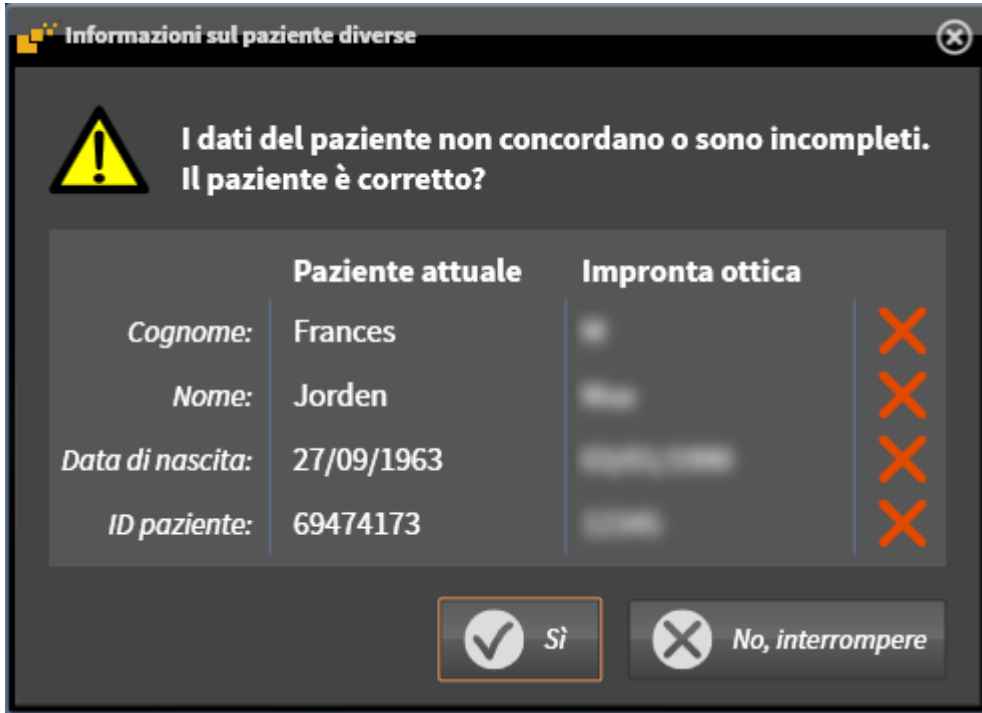 Informazioni sul paziente diverse
I dati del paziente non concordano o sono incompleti.
Il paziente è corretto?
Paziente attuale Impronta ottica
Cognome: Frances
Nome: Jorden
Data di nascita: 27/09/1963
ID paziente: 69474173
Sì No, interrompere